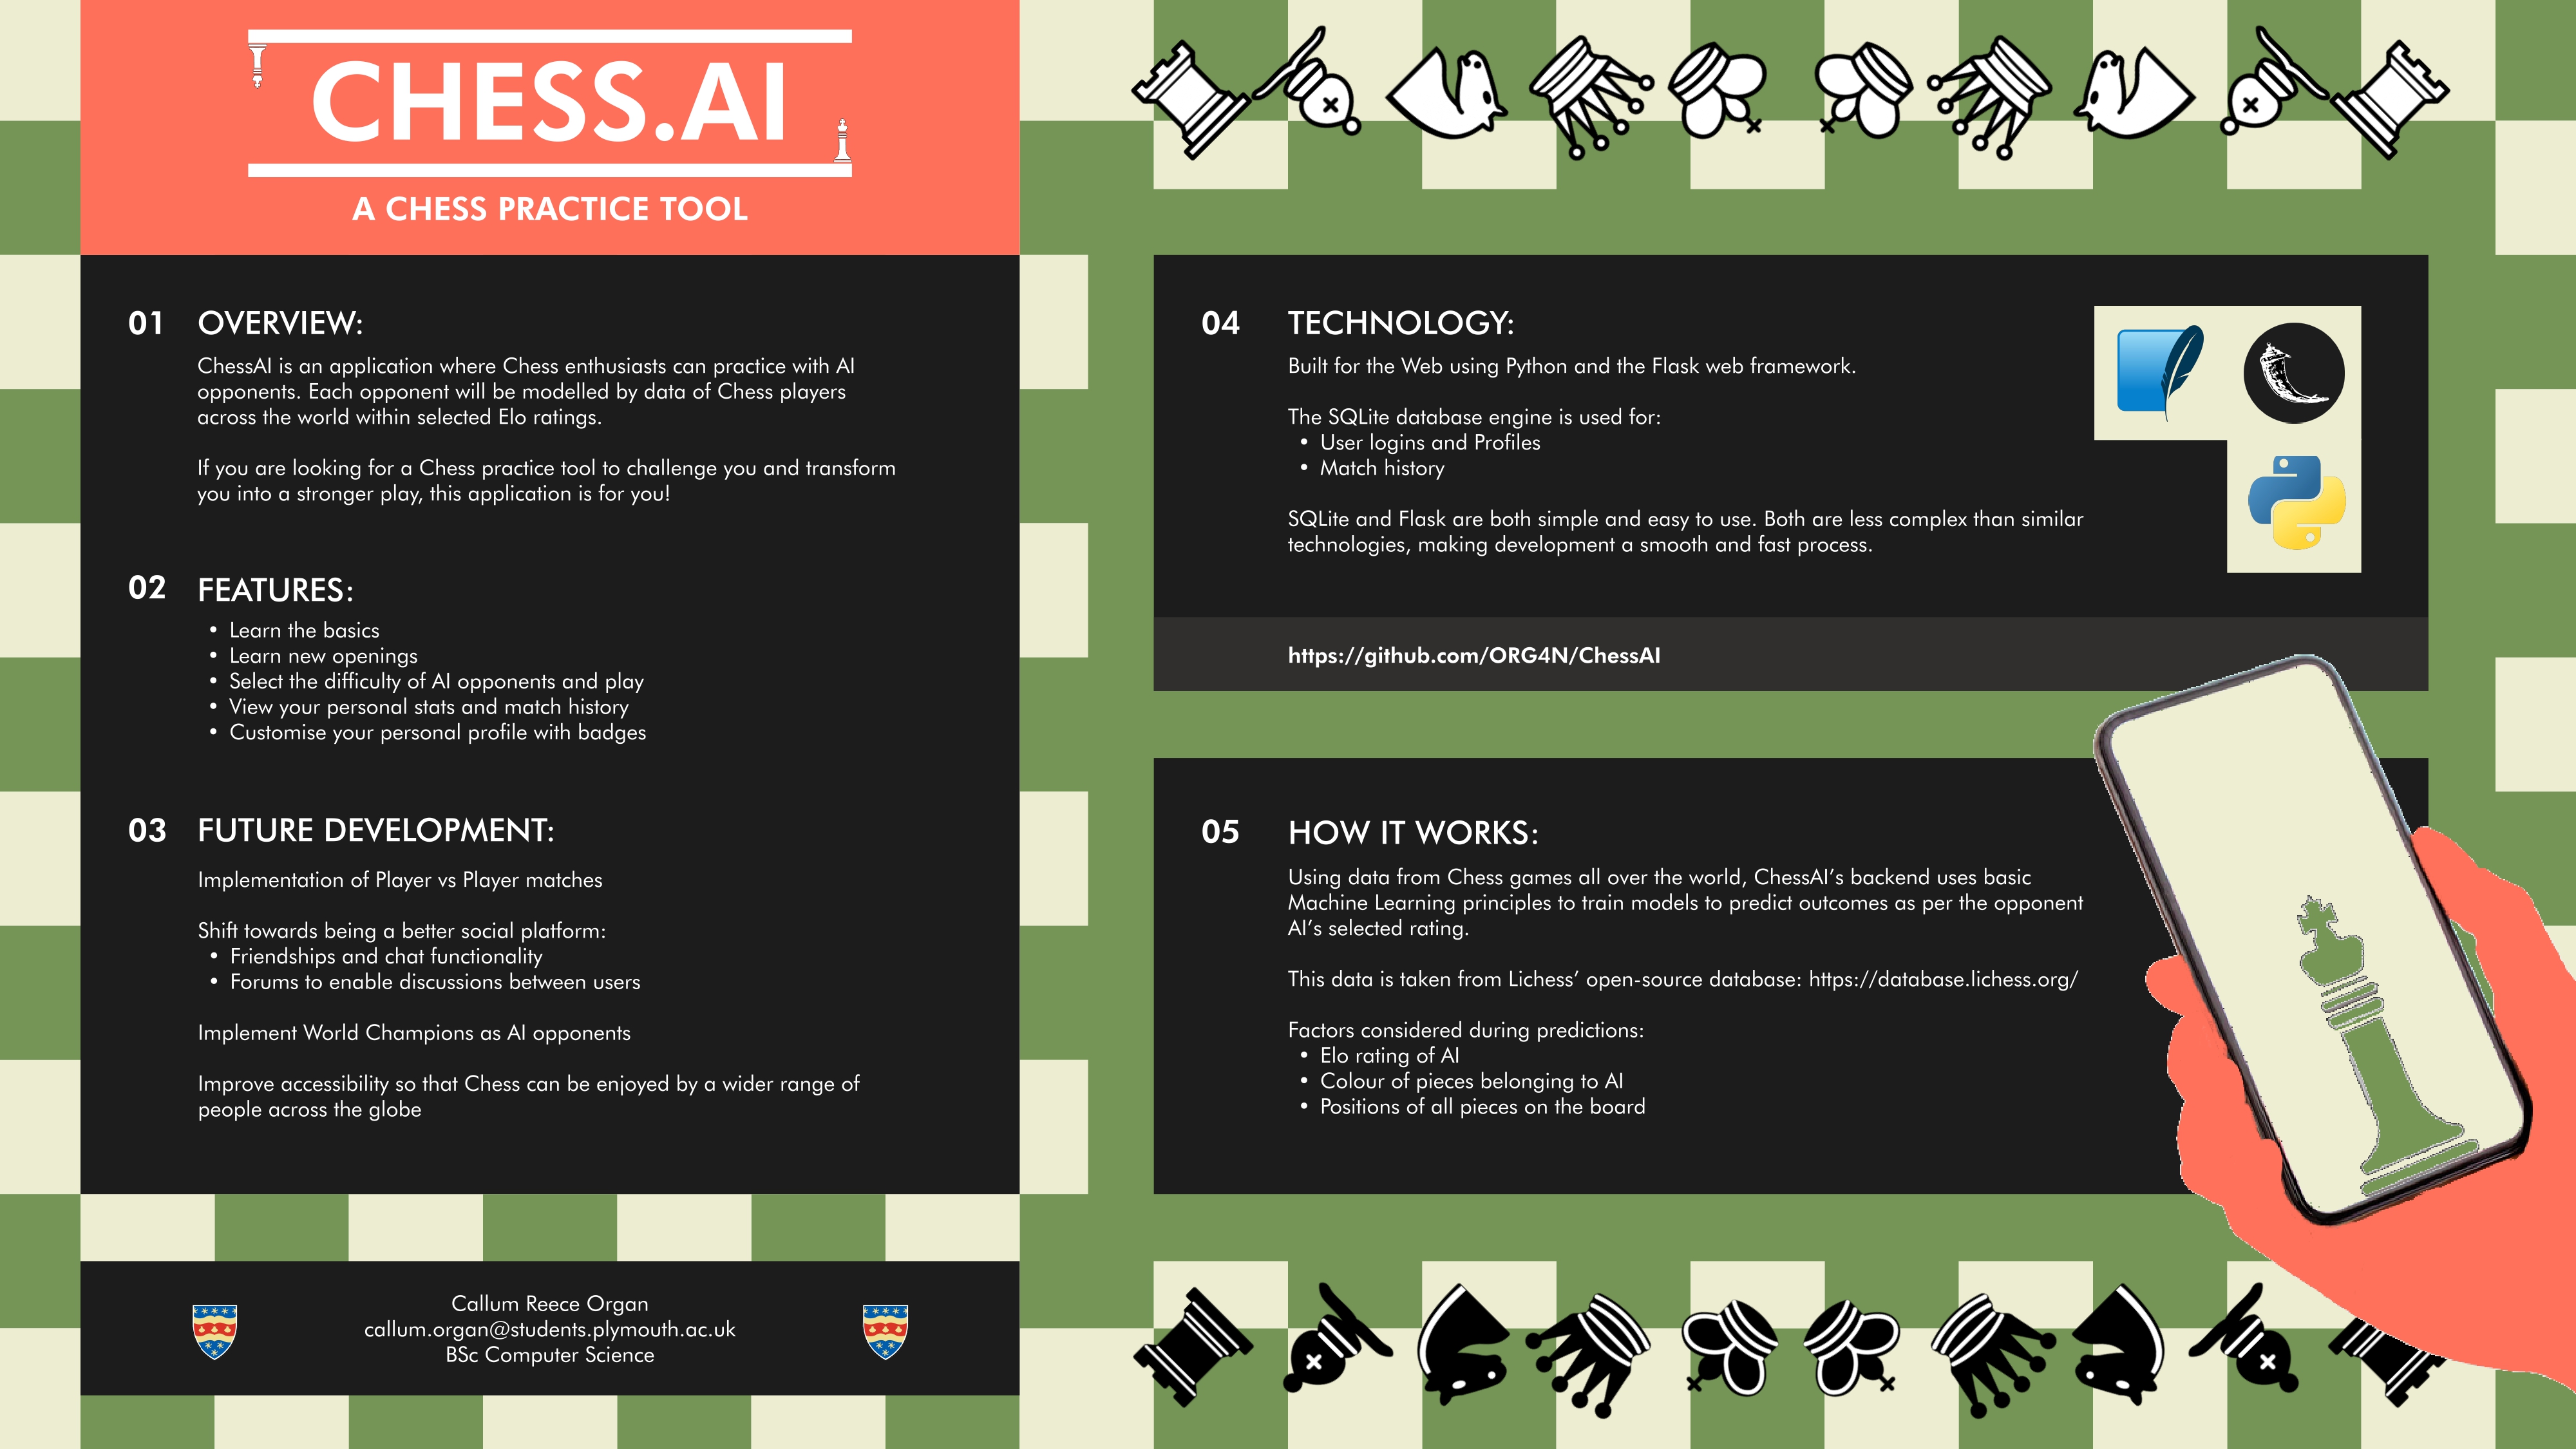 CHESS.AI
A CHESS PRACTICE TOOL
01 OVERVIEW:
ChessAI is an application where Chess enthusiasts can practice with AI
opponents. Each opponent will be modelled by data of Chess players
across the world within selected Elo ratings.
If you are looking for a Chess practice tool to challenge you and transform
you into a stronger play, this application is for you!
02 FEATURES:
• Learn the basics
• Learn new openings
• Select the difficulty of AI opponents and play
• View your personal stats and match history
• Customise your personal profile with badges
03 FUTURE DEVELOPMENT:
Implementation of Player vs Player matches
Shift towards being a better social platform:
• Friendships and chat functionality
• Forums to enable discussions between users
Implement World Champions as AI opponents
Improve accessibility so that Chess can be enjoyed by a wider range of
people across the globe
Callum Reece Organ
callum.organ@students.plymouth.ac.uk
BSc Computer Science
04 TECHNOLOGY:
Built for the Web using Python and the Flask web framework.
The SQLite database engine is used for:
• User logins and Profiles
• Match history
SQLite and Flask are both simple and easy to use. Both are less complex than similar
technologies, making development a smooth and fast process.
https://github.com/ORG4N/ChessAI
05 HOW IT WORKS:
Using data from Chess games all over the world, ChessAI’s backend uses basic
Machine Learning principles to train models to predict outcomes as per the opponent
AI’s selected rating.
This data is taken from Lichess’ open-source database: https://database.lichess.org/
Factors considered during predictions:
• Elo rating of AI
• Colour of pieces belonging to AI
• Positions of all pieces on the board